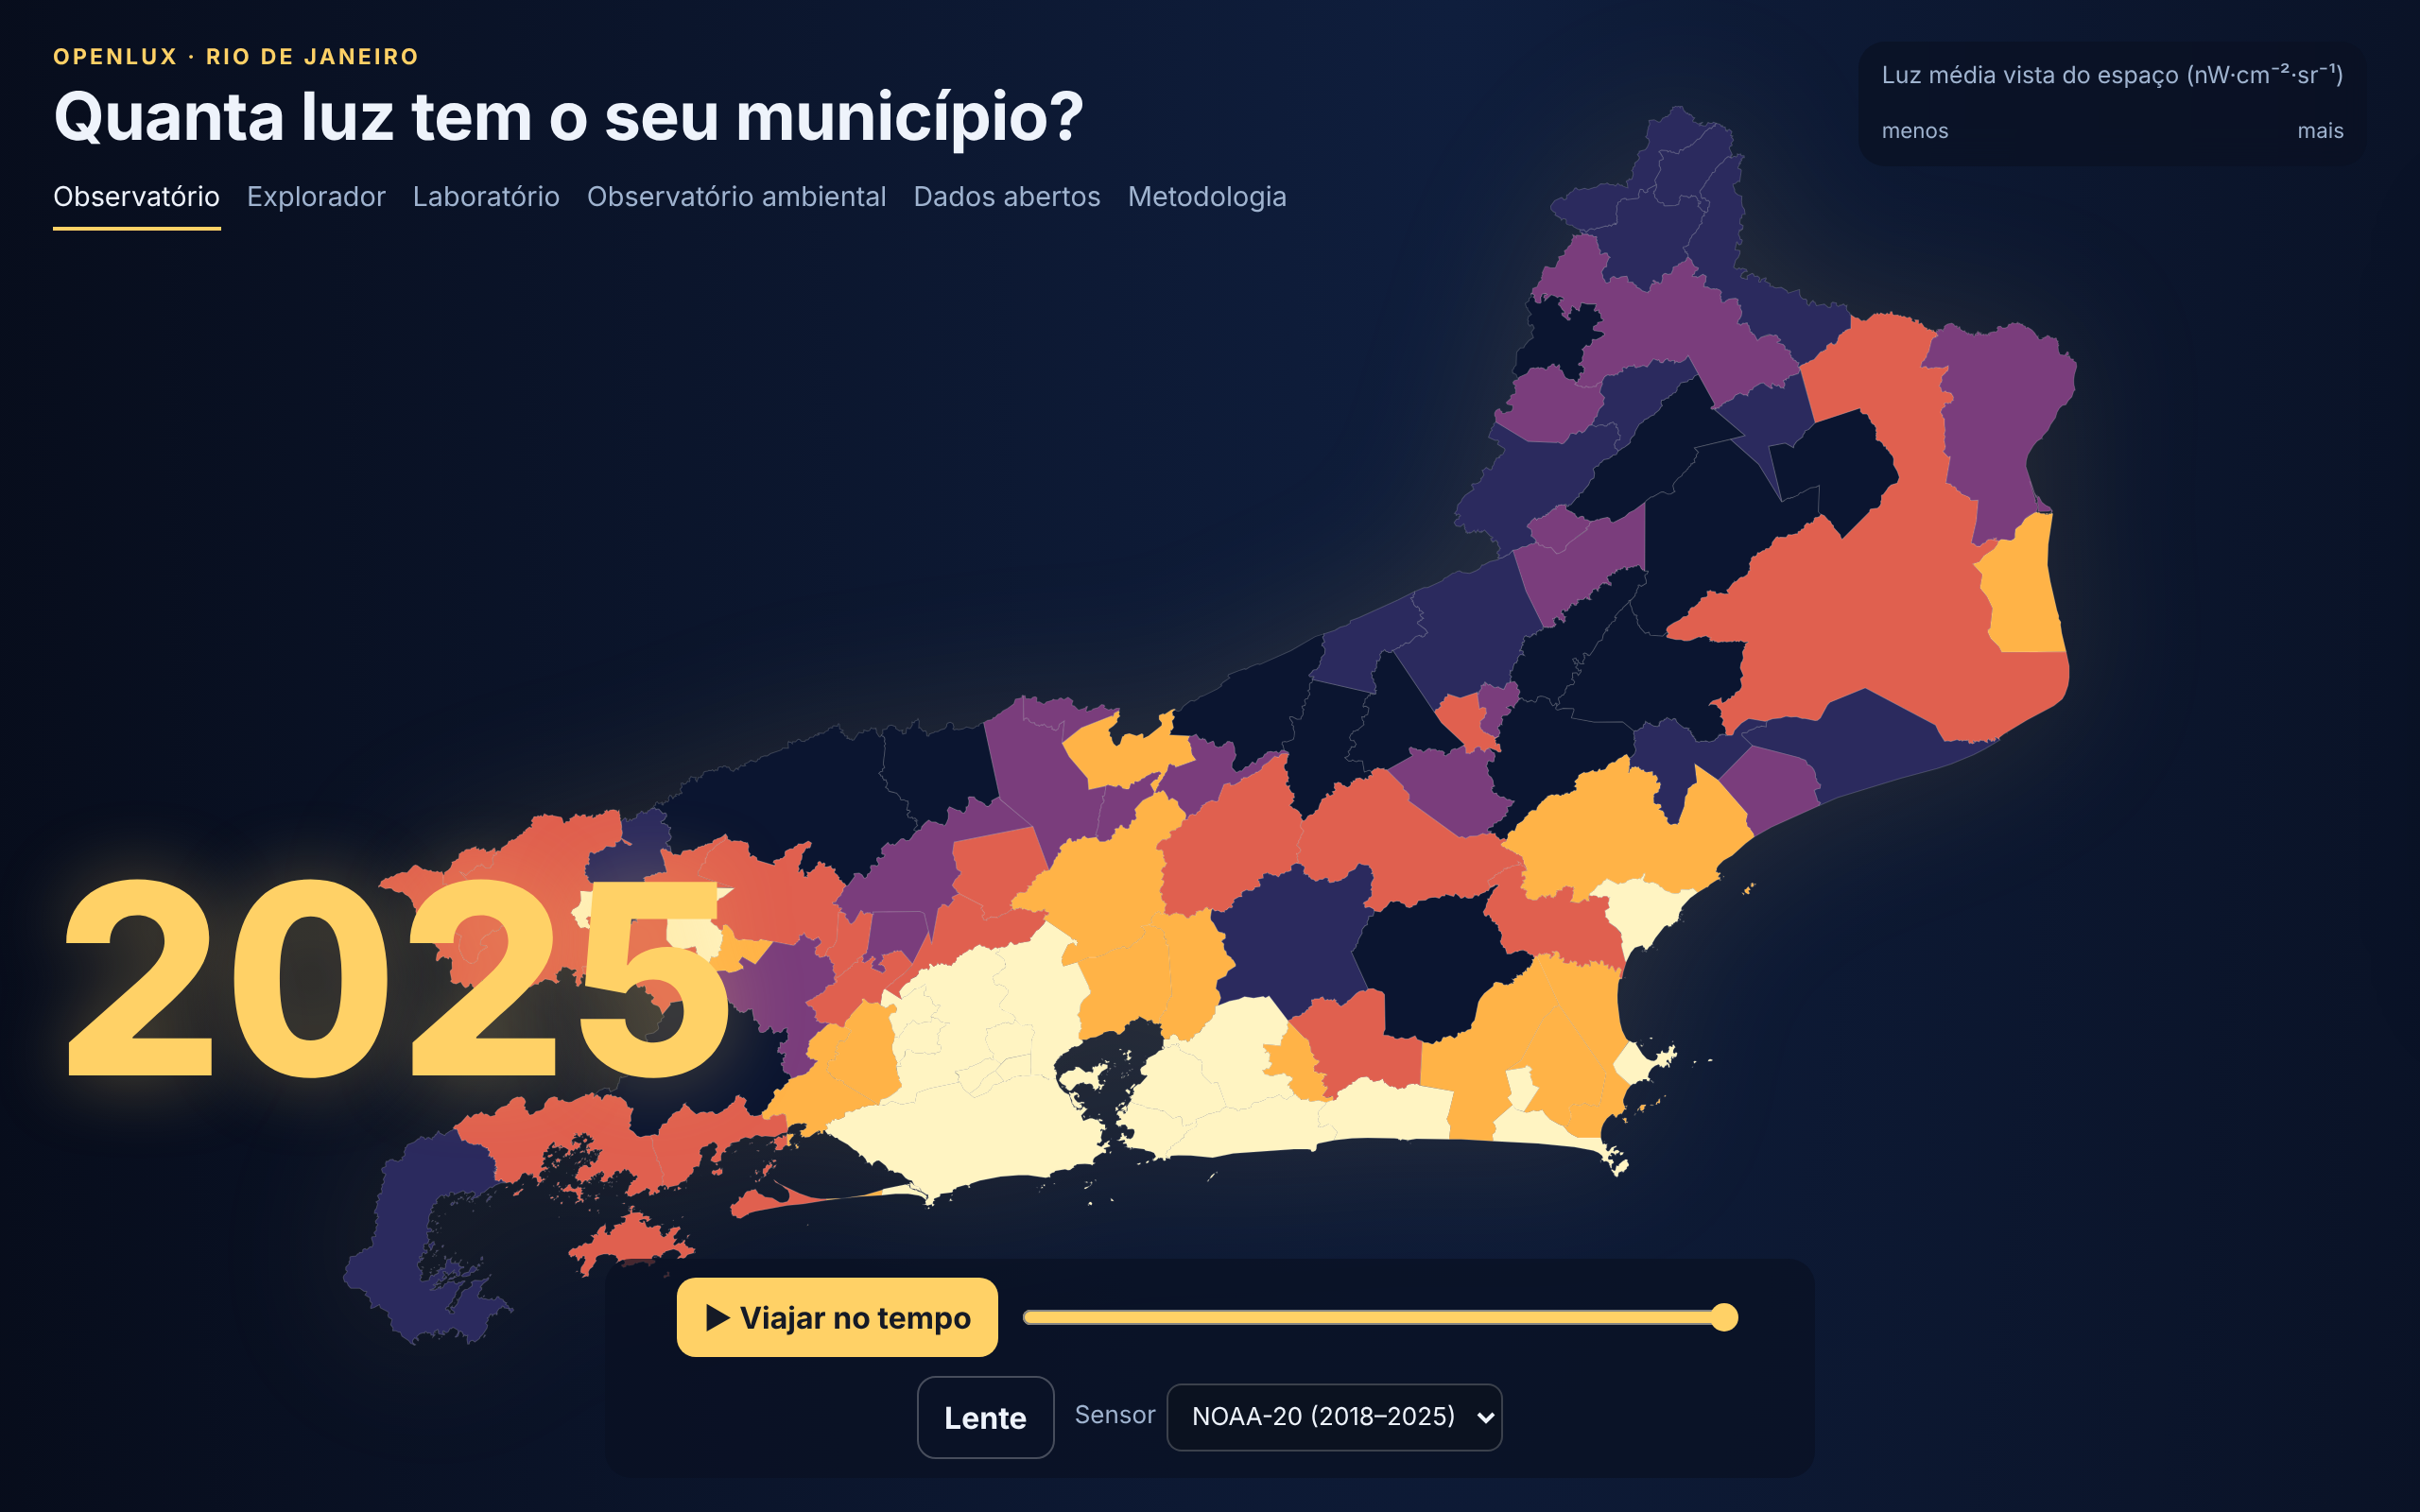 OPENLUX · RIO DE JANEIRO
Quanta luz tem o seu município?
Observatório Explorador Laboratório Observatório ambiental Dados abertos Metodologia
Luz média vista do espaço (nW·cm⁻²·sr⁻¹)
menos mais
2025
▶ Viajar no tempo
Lente Sensor NOAA-20 (2018–2025)